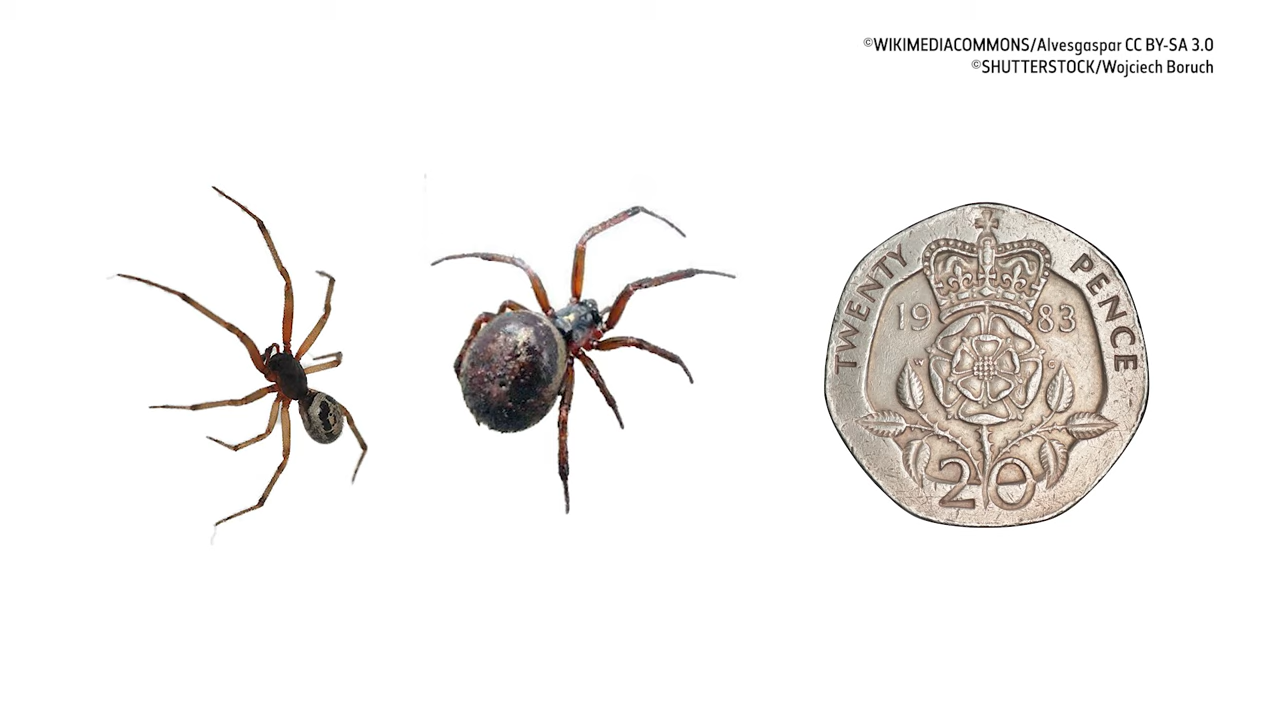 ©WIKIMEDIACOMMONS/Alvesgaspar CC BY-SA 3.0
©SHUTTERSTOCK/Wojciech Boruch
TWENTY PENCE
19 83
W G
20